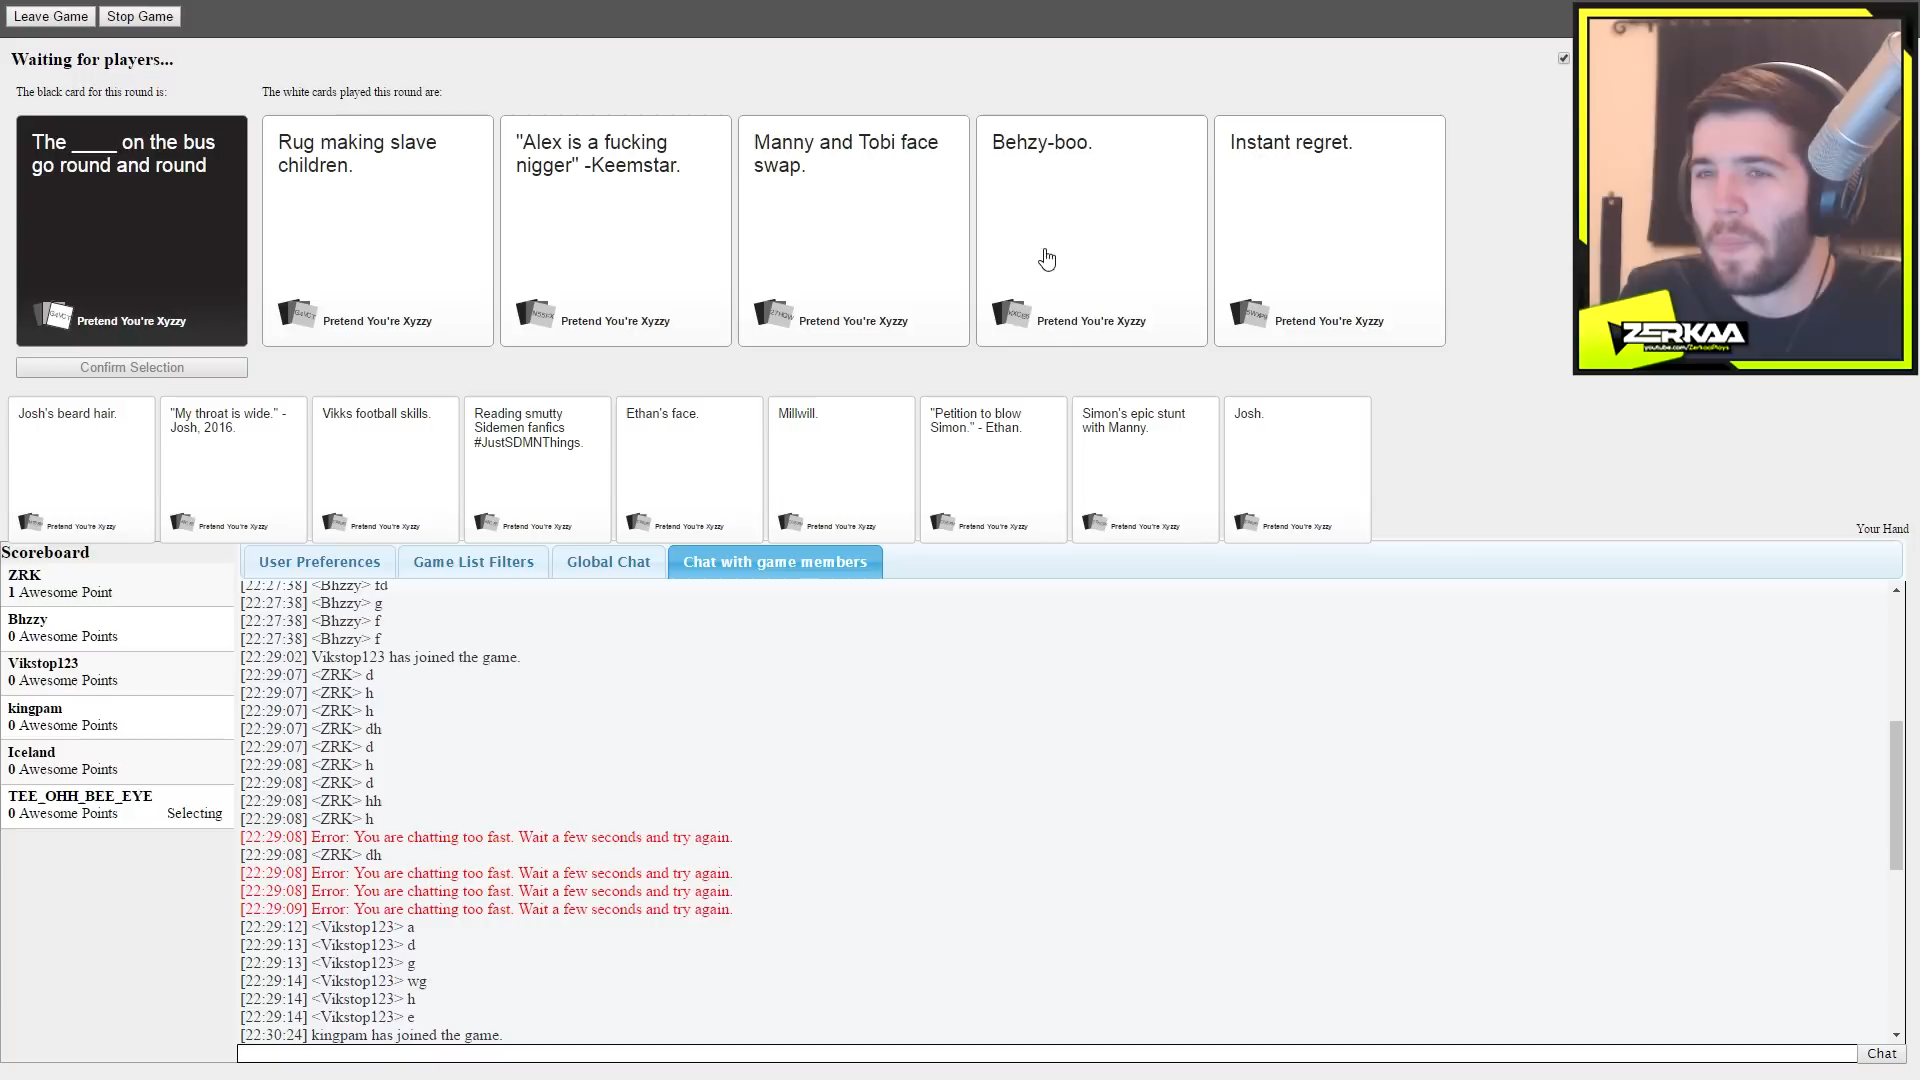 Leave Game Stop Game
Waiting for players...
The black card for this round is:
The white cards played this round are:
The ____ on the bus
go round and round
Pretend You're Xyzzy
Rug making slave
children.
Pretend You're Xyzzy
"Alex is a fucking
nigger" -Keemstar.
Pretend You're Xyzzy
Manny and Tobi face
swap.
Pretend You're Xyzzy
Behzy-boo.
Pretend You're Xyzzy
Instant regret.
Pretend You're Xyzzy
ZERKAA
youtube.com/ZerkaaPlays
Confirm Selection
Josh's beard hair.
Pretend You're Xyzzy
"My throat is wide." -
Josh, 2016.
Pretend You're Xyzzy
Vikks football skills.
Pretend You're Xyzzy
Reading smutty
Sidemen fanfics
#JustSDMNThings.
Pretend You're Xyzzy
Ethan's face.
Pretend You're Xyzzy
Millwill.
Pretend You're Xyzzy
"Petition to blow
Simon." - Ethan.
Pretend You're Xyzzy
Simon's epic stunt
with Manny.
Pretend You're Xyzzy
Josh.
Pretend You're Xyzzy
Your Hand
Scoreboard
ZRK
1 Awesome Point
Bhzzy
0 Awesome Points
Vikstop123
0 Awesome Points
kingpam
0 Awesome Points
Iceland
0 Awesome Points
TEE_OHH_BEE_EYE
0 Awesome Points Selecting
User Preferences Game List Filters Global Chat Chat with game members
[22:27:38] <Bhzzy> fd
[22:27:38] <Bhzzy> g
[22:27:38] <Bhzzy> f
[22:27:38] <Bhzzy> f
[22:29:02] Vikstop123 has joined the game.
[22:29:07] <ZRK> d
[22:29:07] <ZRK> h
[22:29:07] <ZRK> h
[22:29:07] <ZRK> dh
[22:29:07] <ZRK> d
[22:29:08] <ZRK> h
[22:29:08] <ZRK> d
[22:29:08] <ZRK> hh
[22:29:08] <ZRK> h
[22:29:08] Error: You are chatting too fast. Wait a few seconds and try again.
[22:29:08] <ZRK> dh
[22:29:08] Error: You are chatting too fast. Wait a few seconds and try again.
[22:29:08] Error: You are chatting too fast. Wait a few seconds and try again.
[22:29:09] Error: You are chatting too fast. Wait a few seconds and try again.
[22:29:12] <Vikstop123> a
[22:29:13] <Vikstop123> d
[22:29:13] <Vikstop123> g
[22:29:14] <Vikstop123> wg
[22:29:14] <Vikstop123> h
[22:29:14] <Vikstop123> e
[22:30:24] kingpam has joined the game.
Chat